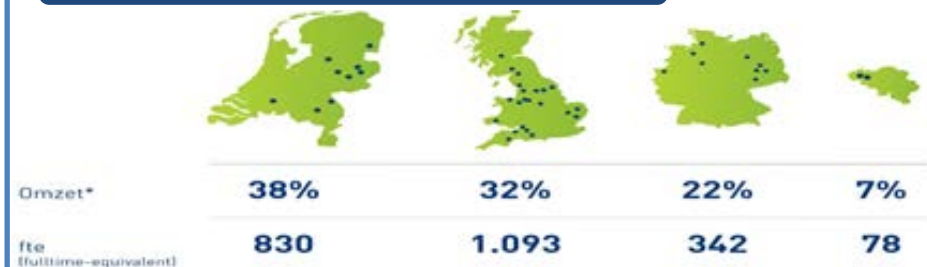 Omzet* 38% 32% 22% 7%
fte 830 1.093 342 78
(fulltime-equivalent)